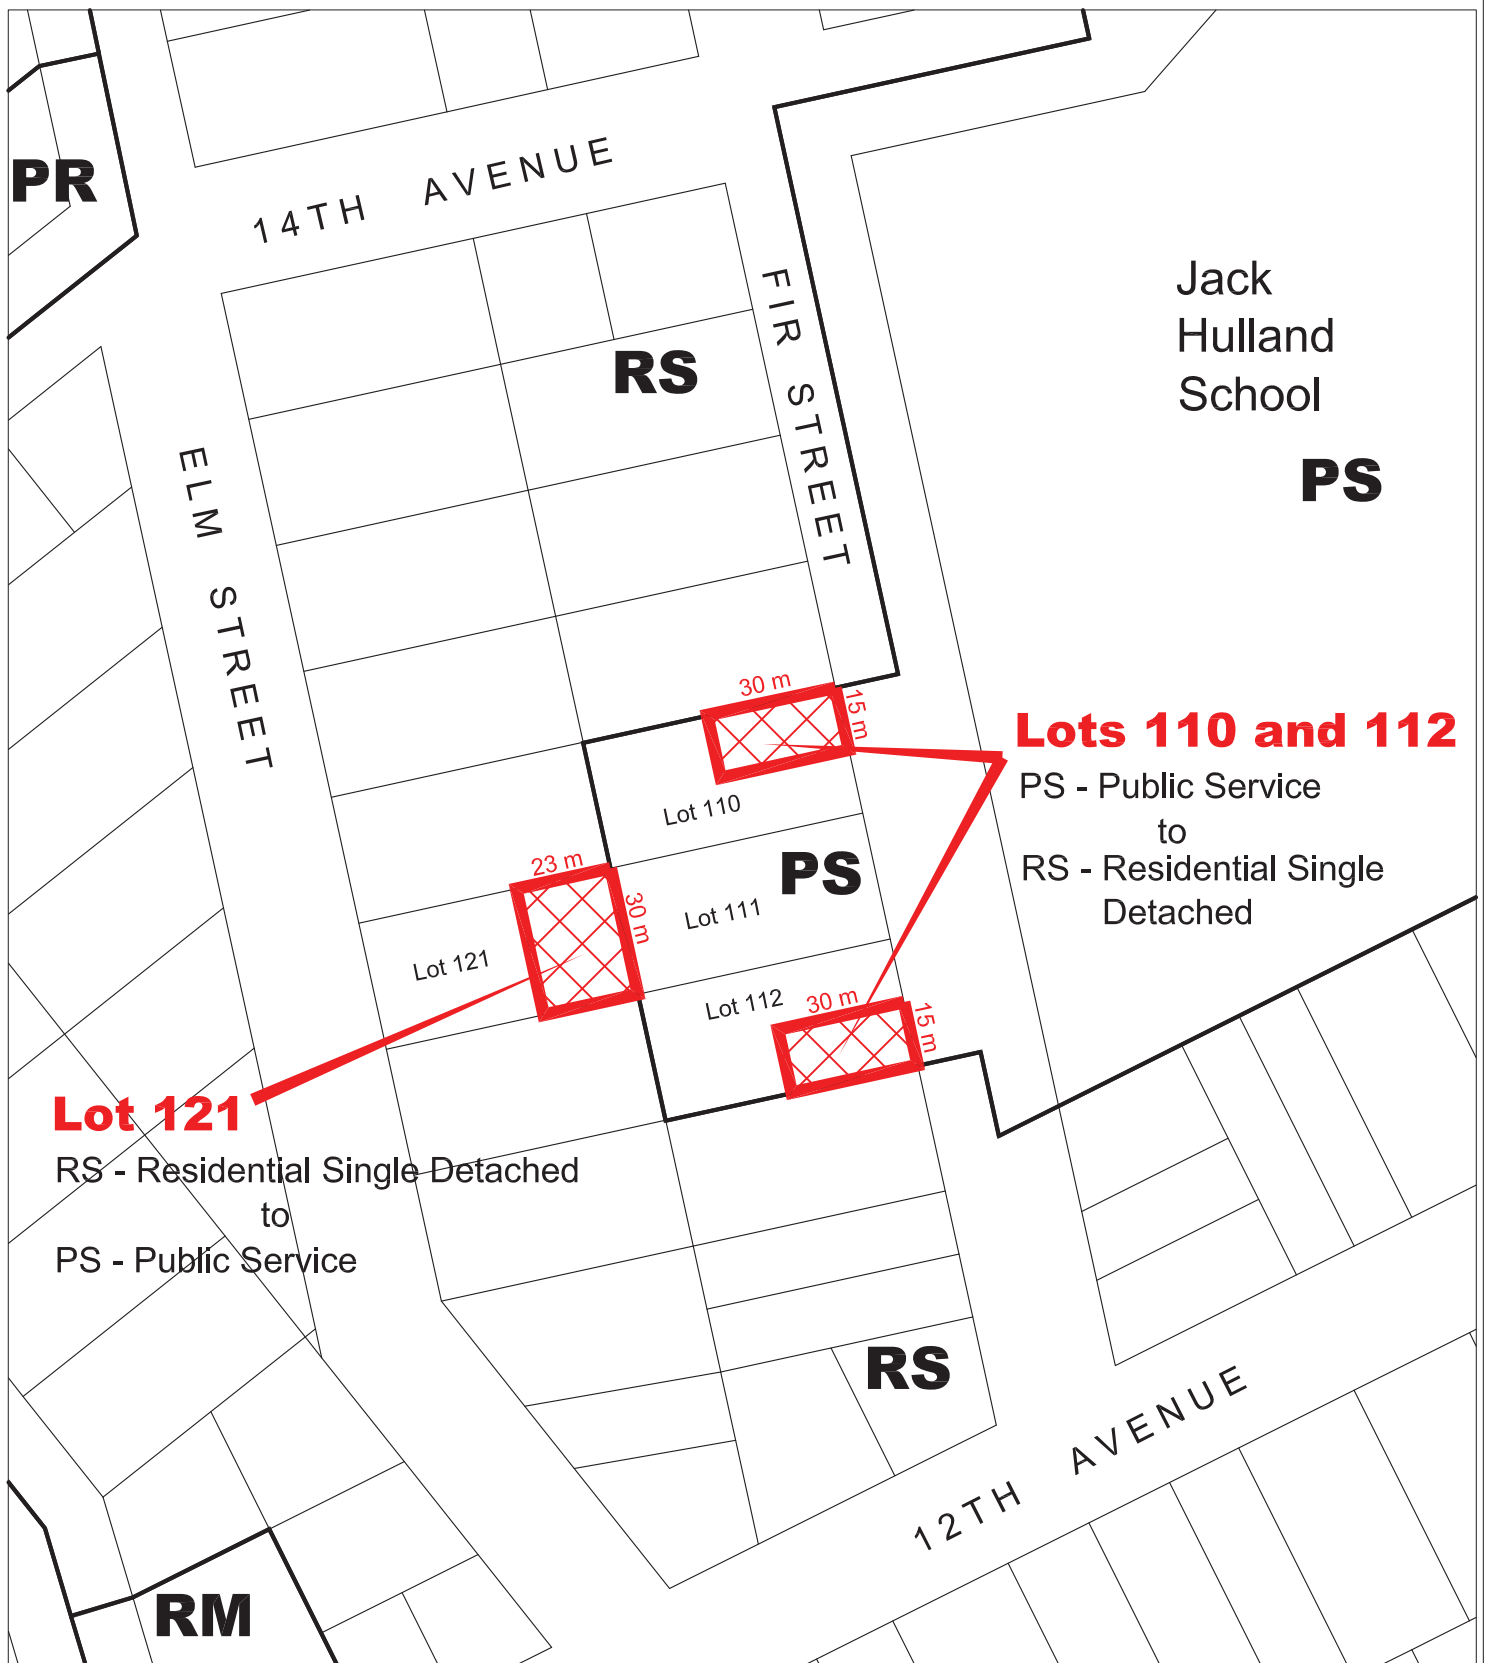 14TH AVENUE
PR
FIR STREET
Jack
Hulland
School
RS
PS
ELM STREET
30 m
15 m
Lots 110 and 112
PS - Public Service
to
RS - Residential Single
Detached
Lot 110
PS
23 m
30 m
Lot 111
Lot 121
Lot 112
30 m
15 m
Lot 121
RS - Residential Single Detached
to
PS - Public Service
RS
12TH AVENUE
RM